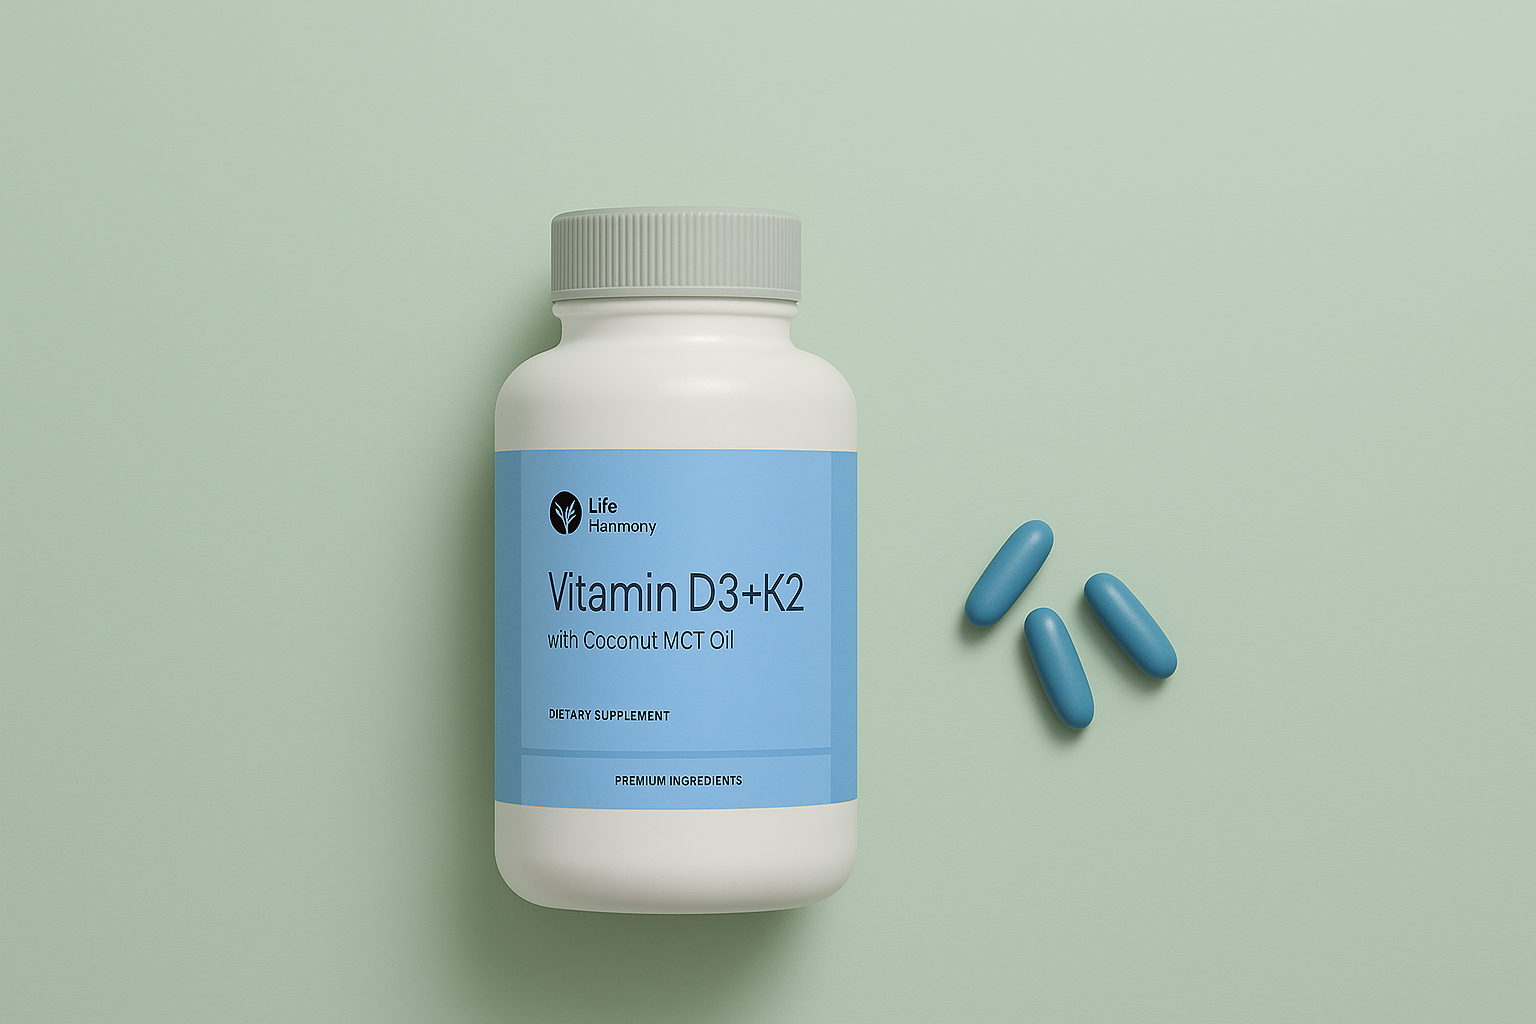 Life
Hanmony
Vitamin D3+K2
with Coconut MCT Oil
DIETARY SUPPLEMENT
PREMIUM INGREDIENTS